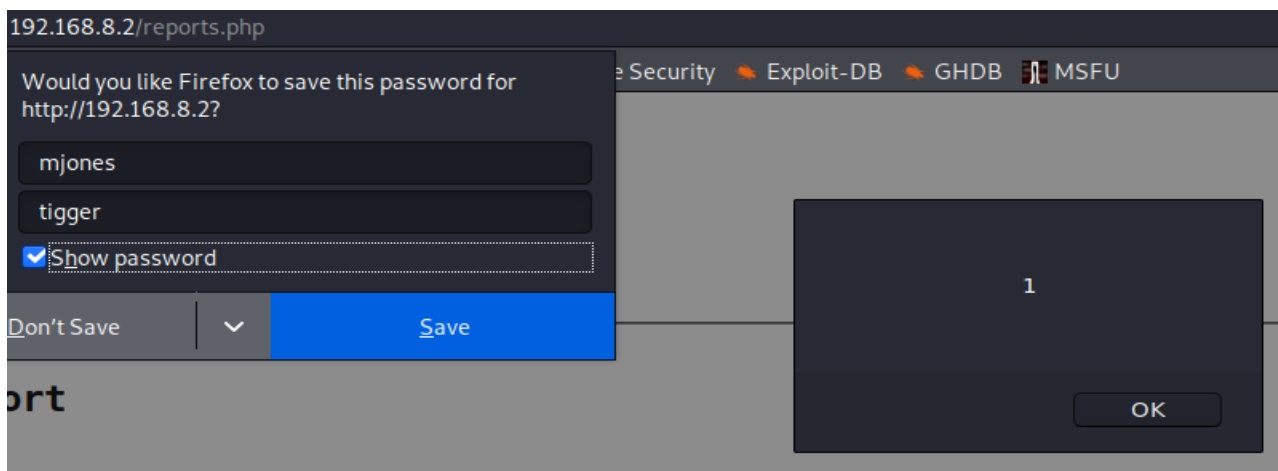 192.168.8.2/reports.php
e Security Exploit-DB GHDB MSFU
Would you like Firefox to save this password for
http://192.168.8.2?
mjones
tigger
Show password
Don't Save
Save
1
OK
ort